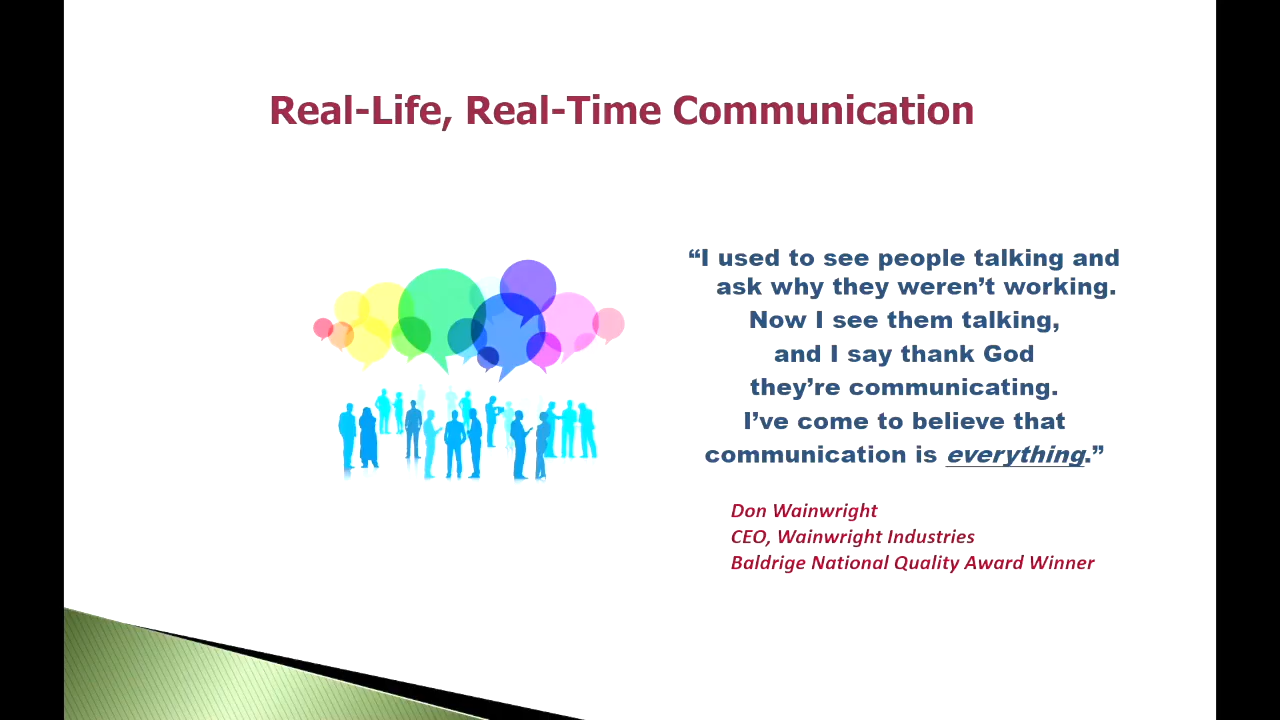 Real-Life, Real-Time Communication
“I used to see people talking and
ask why they weren’t working.
Now I see them talking,
and I say thank God
they’re communicating.
I’ve come to believe that
communication is everything.”
Don Wainwright
CEO, Wainwright Industries
Baldrige National Quality Award Winner